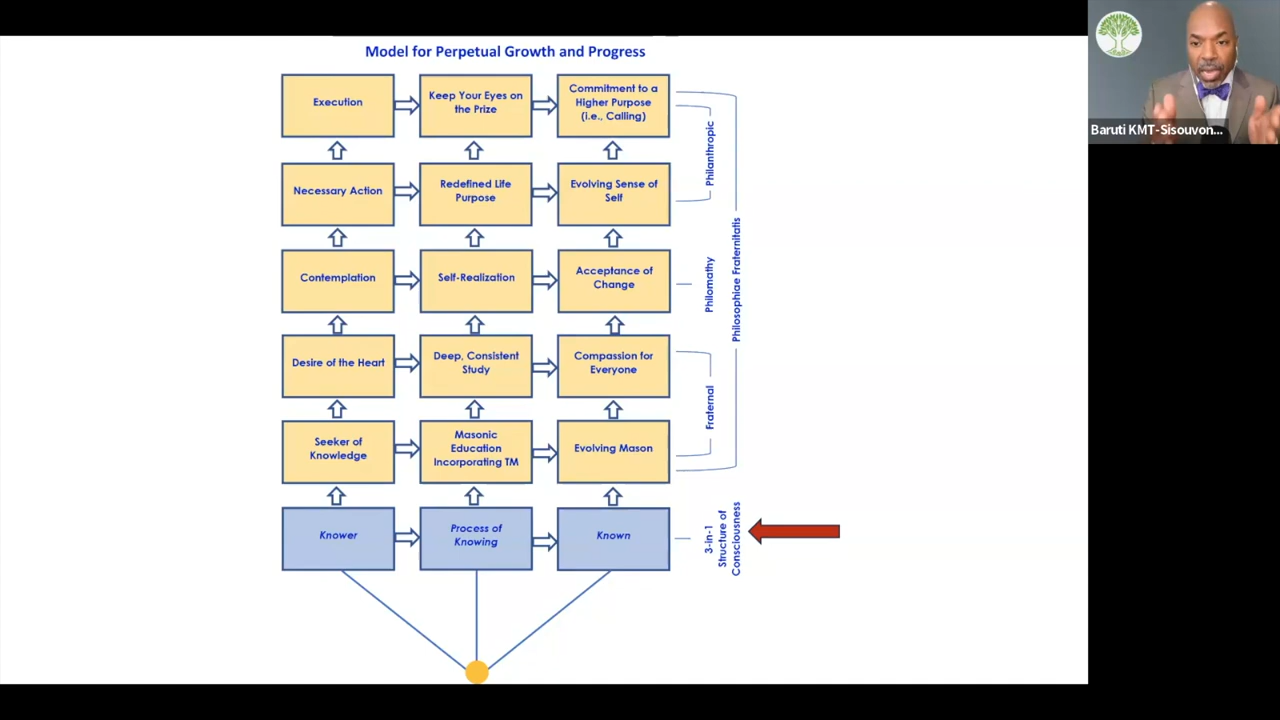 Model for Perpetual Growth and Progress
Execution
Keep Your Eyes on
the Prize
Commitment to a
Higher Purpose
(i.e., Calling)
Necessary Action
Redefined Life
Purpose
Evolving Sense of
Self
Philanthropic
Contemplation
Self-Realization
Acceptance of
Change
Philomathy
Philosophiae Fraternitatis
Desire of the Heart
Deep, Consistent
Study
Compassion for
Everyone
Seeker of
Knowledge
Masonic
Education
Incorporating TM
Evolving Mason
Fraternal
Knower
Process of
Knowing
Known
3-in-1
Structure of
Consciousness
Baruti KMT-Sisouvon...